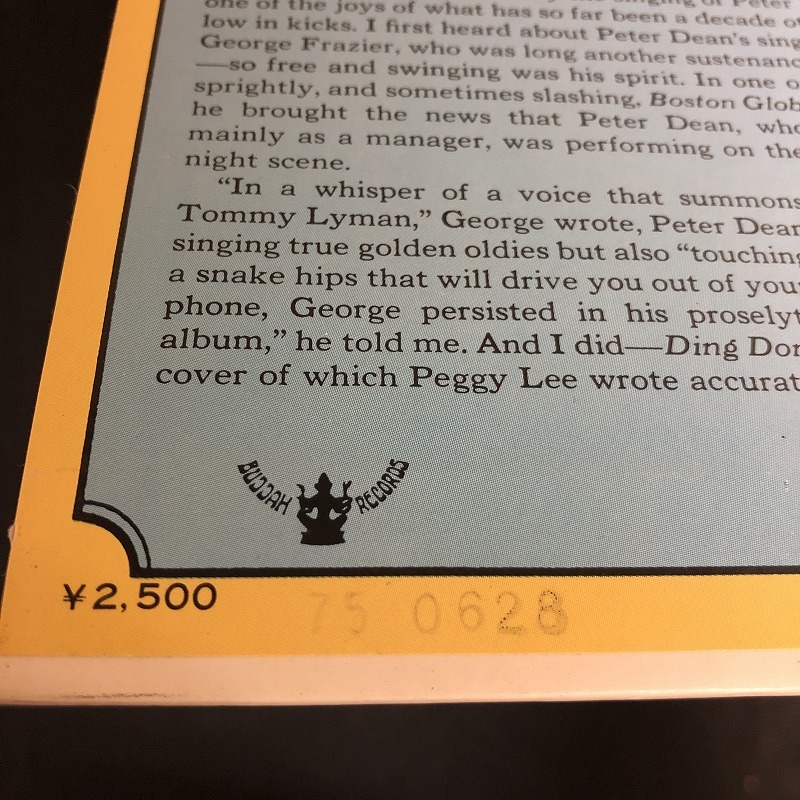 one of the joys of what has so far been a decade of
low in kicks. I first heard about Peter Dean's sing
George Frazier, who was long another sustenanc
—so free and swinging was his spirit. In one o
sprightly, and sometimes slashing, Boston Glob
he brought the news that Peter Dean, who
mainly as a manager, was performing on the
night scene.
“In a whisper of a voice that summons
Tommy Lyman,” George wrote, Peter Dean
singing true golden oldies but also “touching
a snake hips that will drive you out of your
phone, George persisted in his proselyt
album,” he told me. And I did—Ding Don
cover of which Peggy Lee wrote accurat
BUDDAH RECORDS
¥2,500
75 0628